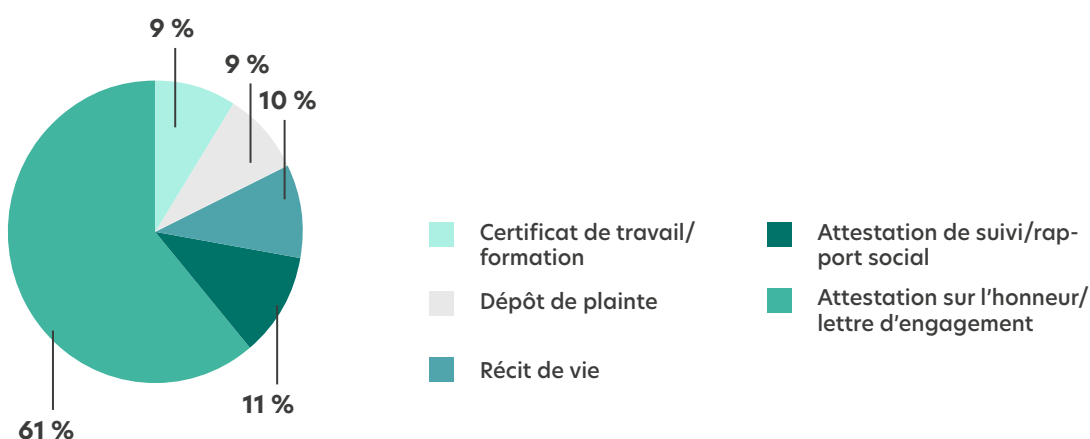 9 %
9 %
10 %
11 %
61 %
Certificat de travail/
formation
Dépôt de plainte
Récit de vie
Attestation de suivi/rap-
port social
Attestation sur l'honneur/
lettre d'engagement